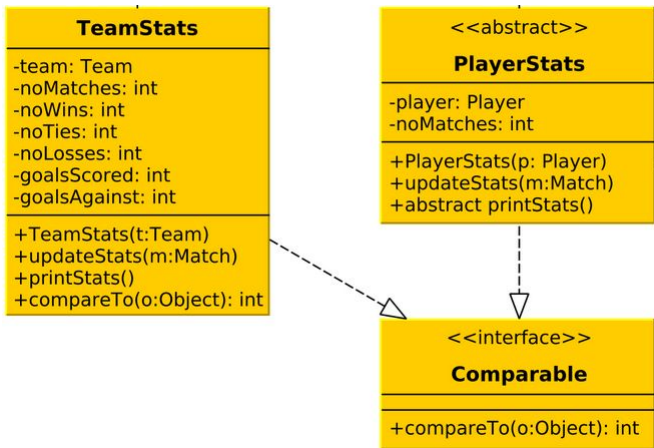 TeamStats
-team: Team
-noMatches: int
-noWins: int
-noTies: int
-noLosses: int
-goalsScored: int
-goalsAgainst: int
+TeamStats(t:Team)
+updateStats(m:Match)
+printStats()
+compareTo(o:Object): int
<<abstract>>
PlayerStats
-player: Player
-noMatches: int
+PlayerStats(p: Player)
+updateStats(m:Match)
+abstract printStats()
<<interface>>
Comparable
+compareTo(o:Object): int